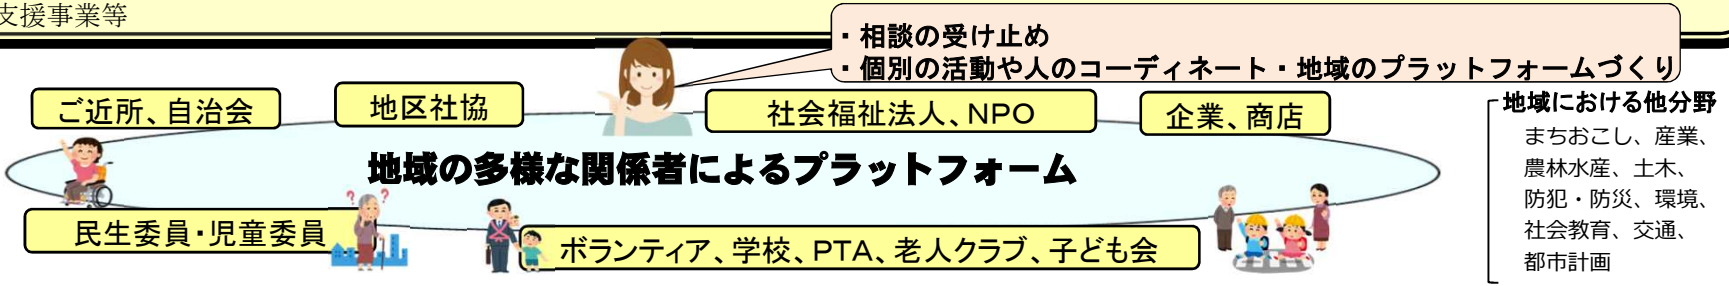 支援事業等
・相談の受け止め
・個別の活動や人のコーディネート・地域のプラットフォームづくり
ご近所、自治会
地区社協
社会福祉法人、NPO
企業、商店
地域における他分野
まちおこし、産業、
農林水産、土木、
防犯・防災、環境、
社会教育、交通、
都市計画
地域の多様な関係者によるプラットフォーム
民生委員・児童委員
? ?
ボランティア、学校、PTA、老人クラブ、子ども会